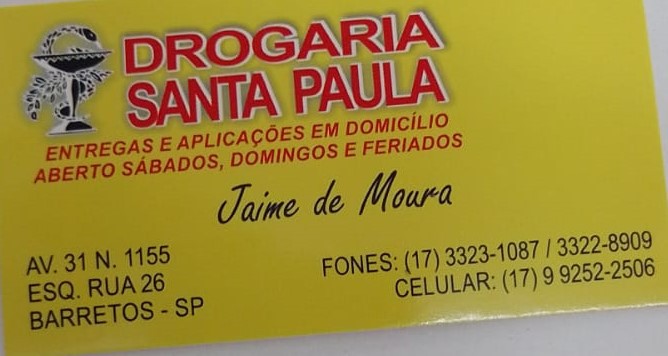 DROGARIA
SANTA PAULA
ENTREGAS E APLICAÇÕES EM DOMICÍLIO
ABERTO SÁBADOS, DOMINGOS E FERIADOS
Jaime de Moura
AV. 31 N. 1155
ESQ. RUA 26
BARRETOS - SP
FONES: (17) 3323-1087 / 3322-8909
CELULAR: (17) 9 9252-2506